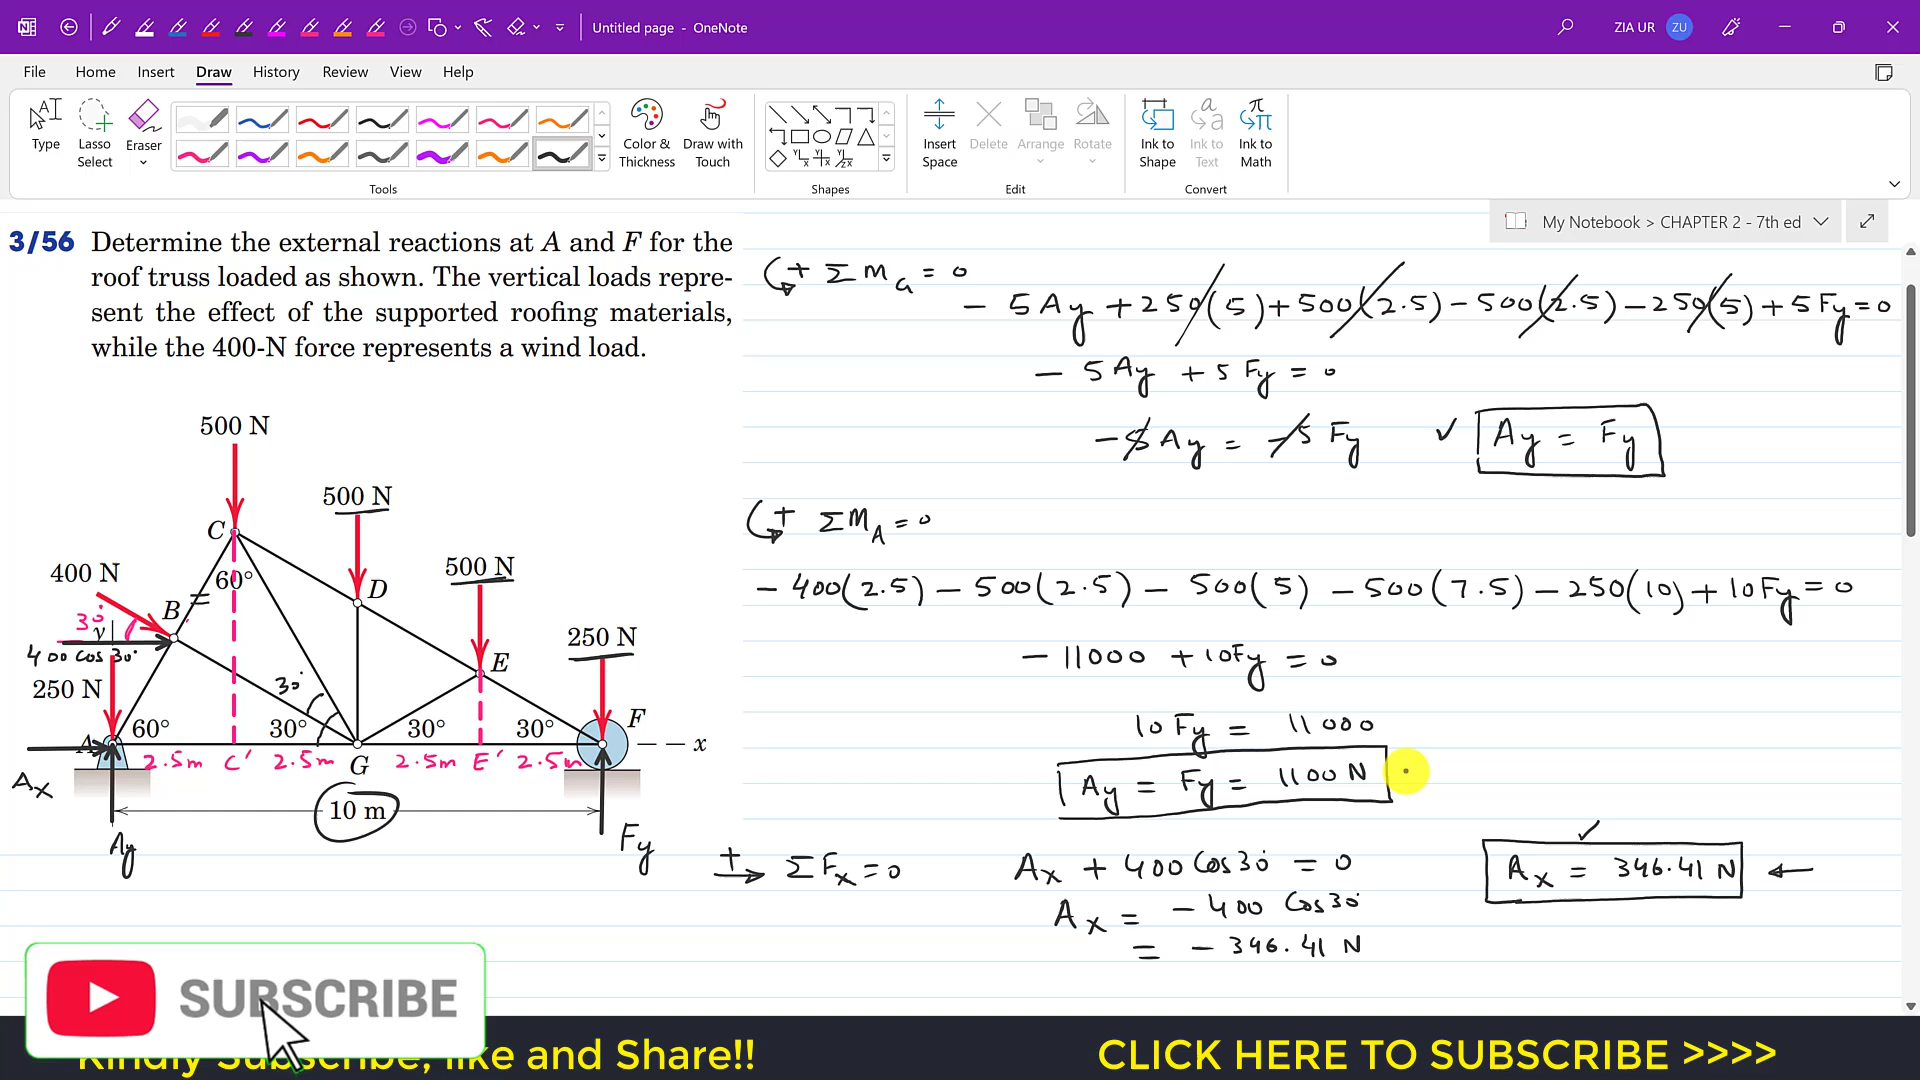 Untitled page - OneNote
ZIA UR
ZU
File Home Insert Draw History Review View Help
Type
Lasso Select
Eraser
Color & Thickness
Draw with Touch
Insert Space
Delete
Arrange
Rotate
Ink to Shape
Ink to Text
Ink to Math
Tools
Shapes
Edit
Convert
My Notebook > CHAPTER 2 - 7th ed
3/56 Determine the external reactions at A and F for the
roof truss loaded as shown. The vertical loads repre-
sent the effect of the supported roofing materials,
while the 400-N force represents a wind load.
500 N
500 N
C
400 N
60°
D
500 N
30°
B
y
400 cos 30°
250 N
E
250 N
30°
F
A
60°
30°
30°
30°
x
2.5m C' 2.5m G 2.5m E' 2.5m
Ax
10 m
Ay
Fy
+ ΣMG = 0
- 5Ay + 250(5) + 500(2.5) - 500(2.5) - 250(5) + 5Fy = 0
- 5Ay + 5Fy = 0
-5Ay = -5Fy ✓ Ay = Fy
+ ΣMA = 0
- 400(2.5) - 500(2.5) - 500(5) - 500(7.5) - 250(10) + 10Fy = 0
- 11000 + 10Fy = 0
10Fy = 11000
Ay = Fy = 1100 N
+→ ΣFx = 0
Ax + 400 Cos30° = 0
Ax = - 400 Cos30°
= - 346.41 N
✓
Ax = 346.41 N ←
SUBSCRIBE
Kindly Subscribe, like and Share!!
CLICK HERE TO SUBSCRIBE >>>>